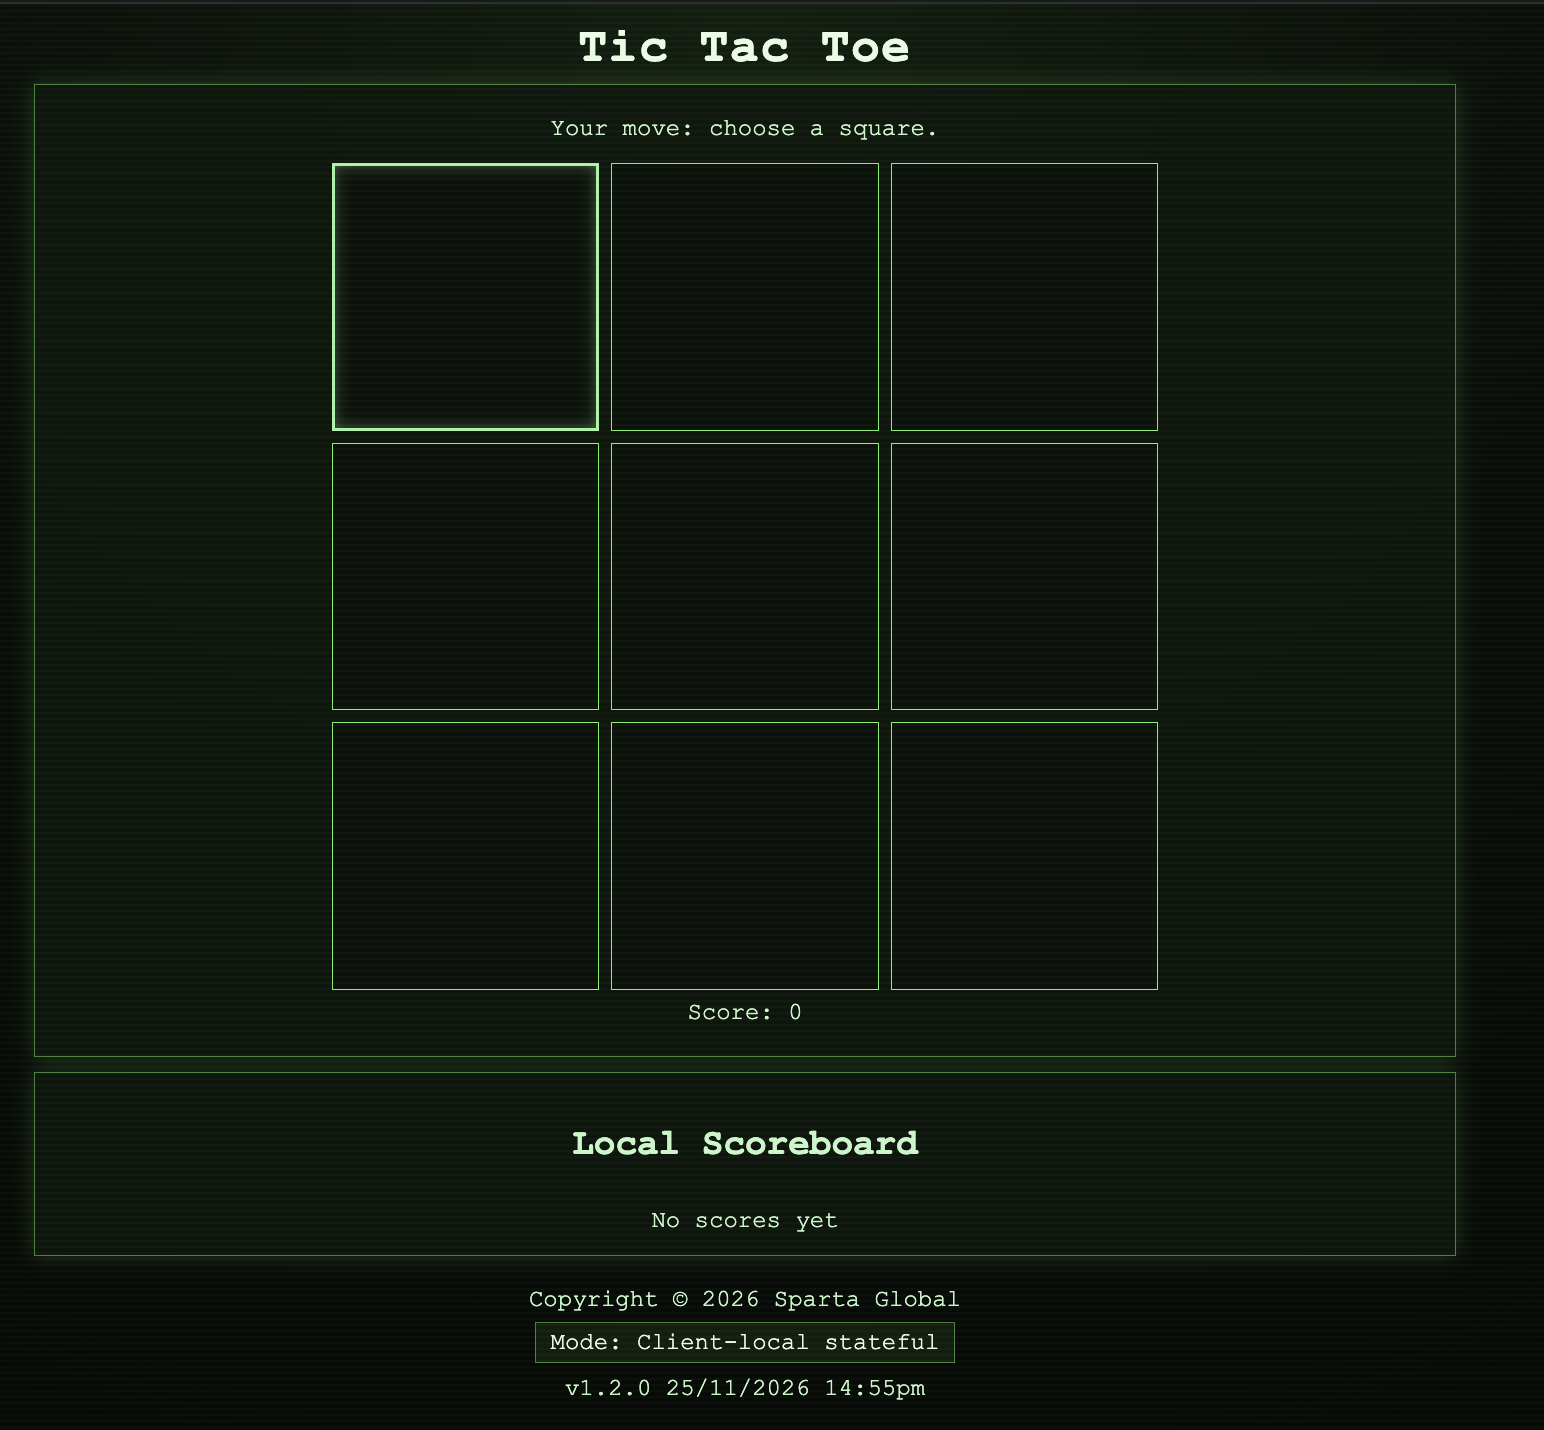 Tic Tac Toe
Your move: choose a square.
Score: 0
Local Scoreboard
No scores yet
Copyright © 2026 Sparta Global
Mode: Client-local stateful
v1.2.0 25/11/2026 14:55pm